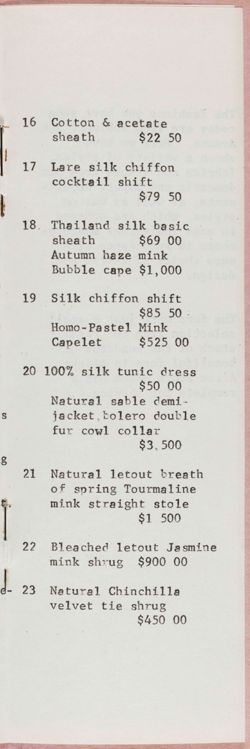 16 Cotton & acetate
sheath $22 50
17 Lare silk chiffon
cocktail shift
$79 50
18. Thailand silk basic
sheath $69 00
Autumn haze mink
Bubble cape $1,000
19 Silk chiffon shift
$85 50
Homo-Pastel Mink
Capelet $525 00
20 100% silk tunic dress
$50 00
Natural sable demi-
jacket, bolero double
fur cowl collar
$3,500
21 Natural letout breath
of spring Tourmaline
mink straight stole
$1 500
22 Bleached letout Jasmine
mink shrug $900 00
23 Natural Chinchilla
velvet tie shrug
$450 00
s
g
d-